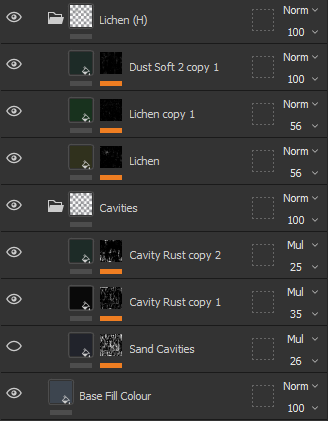 Lichen (H) Norm
100
Dust Soft 2 copy 1 Norm
100
Lichen copy 1 Norm
56
Lichen Norm
56
Cavities Norm
100
Cavity Rust copy 2 Mul
25
Cavity Rust copy 1 Mul
35
Sand Cavities Mul
26
Base Fill Colour Norm
100